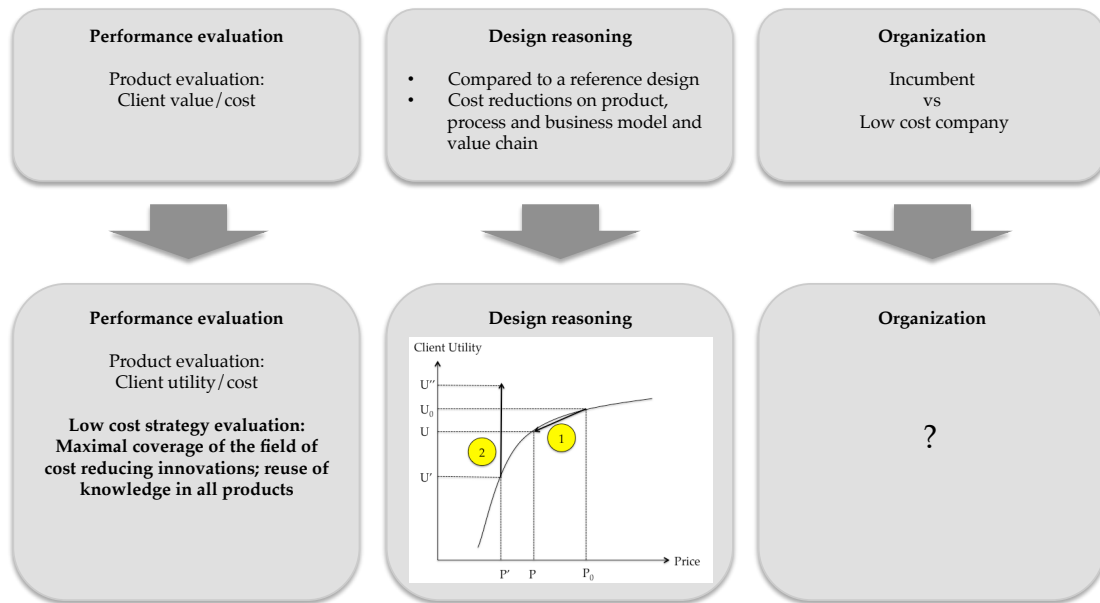 Performance evaluation
Product evaluation:
Client value/cost
Design reasoning
• Compared to a reference design
• Cost reductions on product,
process and business model and
value chain
Organization
Incumbent
vs
Low cost company
Performance evaluation
Product evaluation:
Client utility/cost
Low cost strategy evaluation:
Maximal coverage of the field of
cost reducing innovations; reuse of
knowledge in all products
Design reasoning
Client Utility
U''
U₀
U
U'
1
2
P'
P
P₀
Price
Organization
?